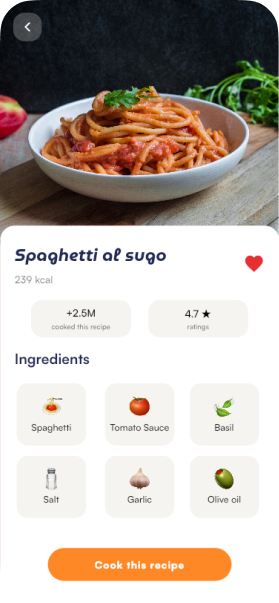 Spaghetti al sugo
239 kcal
+2.5M
cooked this recipe
4.7 ★
ratings
Ingredients
Spaghetti
Tomato Sauce
Basil
Salt
Garlic
Olive oil
Cook this recipe